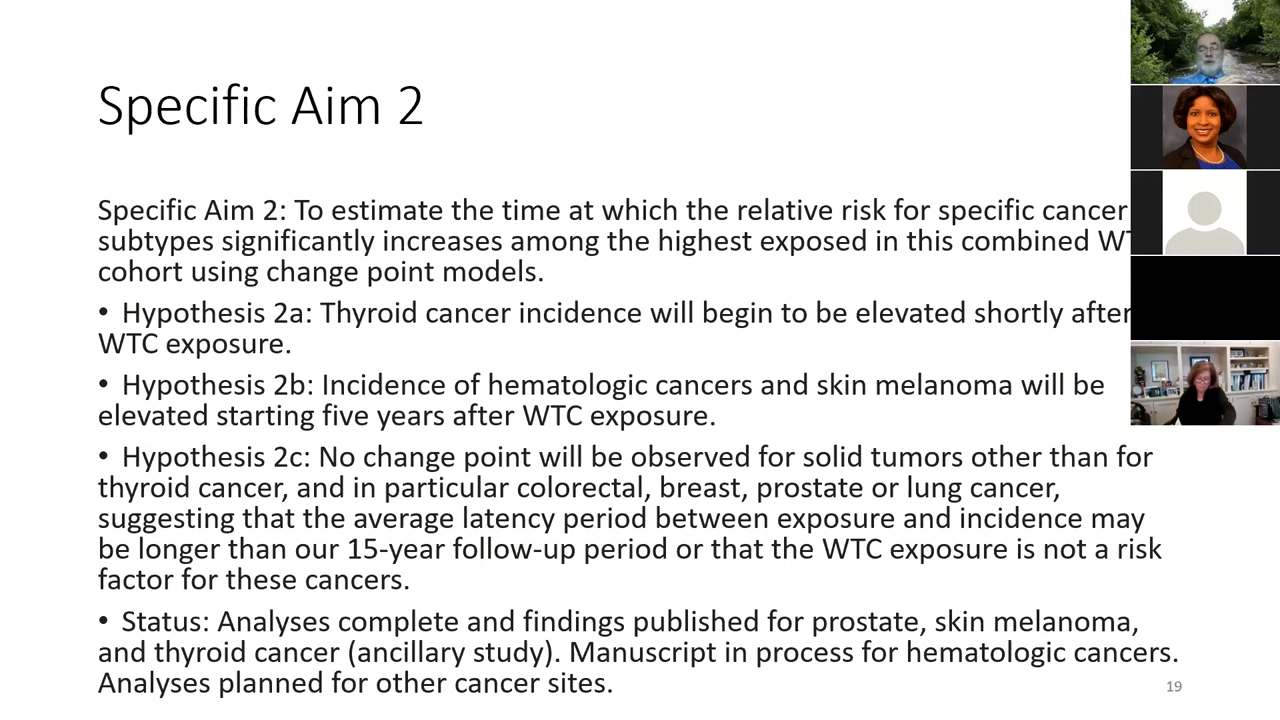 Specific Aim 2
Specific Aim 2: To estimate the time at which the relative risk for specific cancer
subtypes significantly increases among the highest exposed in this combined
cohort using change point models.
• Hypothesis 2a: Thyroid cancer incidence will begin to be elevated shortly after
WTC exposure.
• Hypothesis 2b: Incidence of hematologic cancers and skin melanoma will be
elevated starting five years after WTC exposure.
• Hypothesis 2c: No change point will be observed for solid tumors other than for
thyroid cancer, and in particular colorectal, breast, prostate or lung cancer,
suggesting that the average latency period between exposure and incidence may
be longer than our 15-year follow-up period or that the WTC exposure is not a risk
factor for these cancers.
• Status: Analyses complete and findings published for prostate, skin melanoma,
and thyroid cancer (ancillary study). Manuscript in process for hematologic cancers.
Analyses planned for other cancer sites.
19